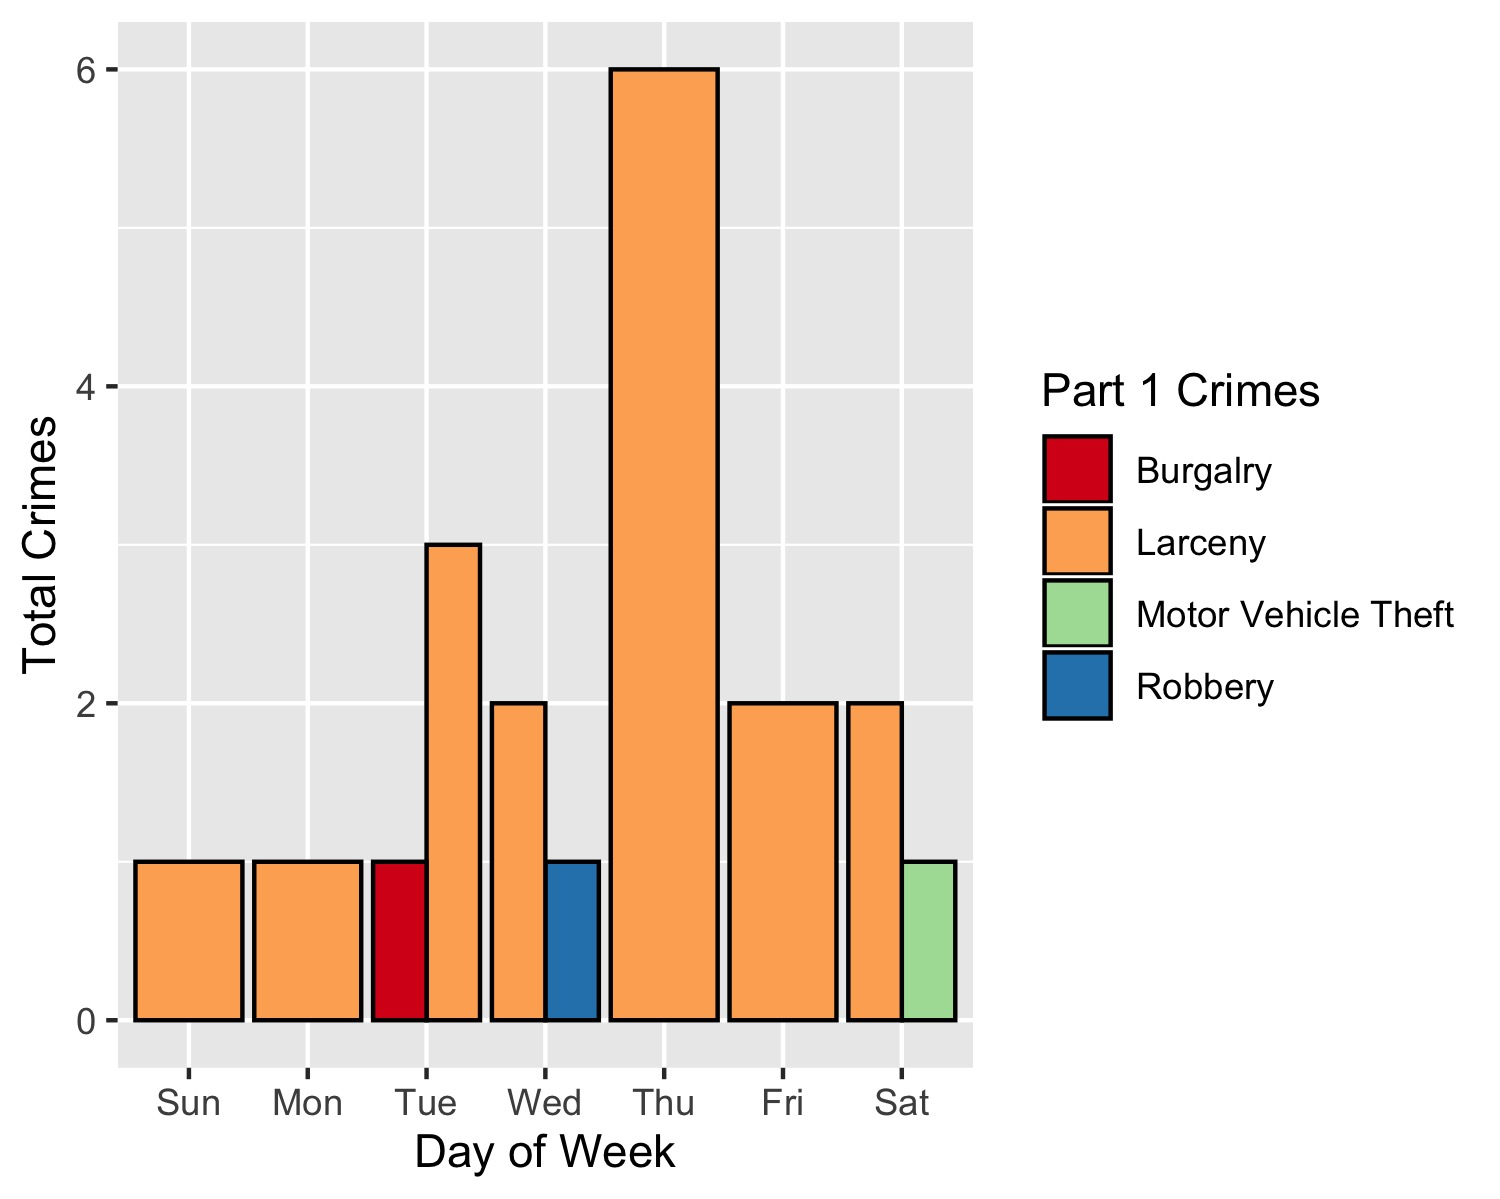 6
4
2
0
Total Crimes
Sun Mon Tue Wed Thu Fri Sat
Day of Week
Part 1 Crimes
Burgalry
Larceny
Motor Vehicle Theft
Robbery